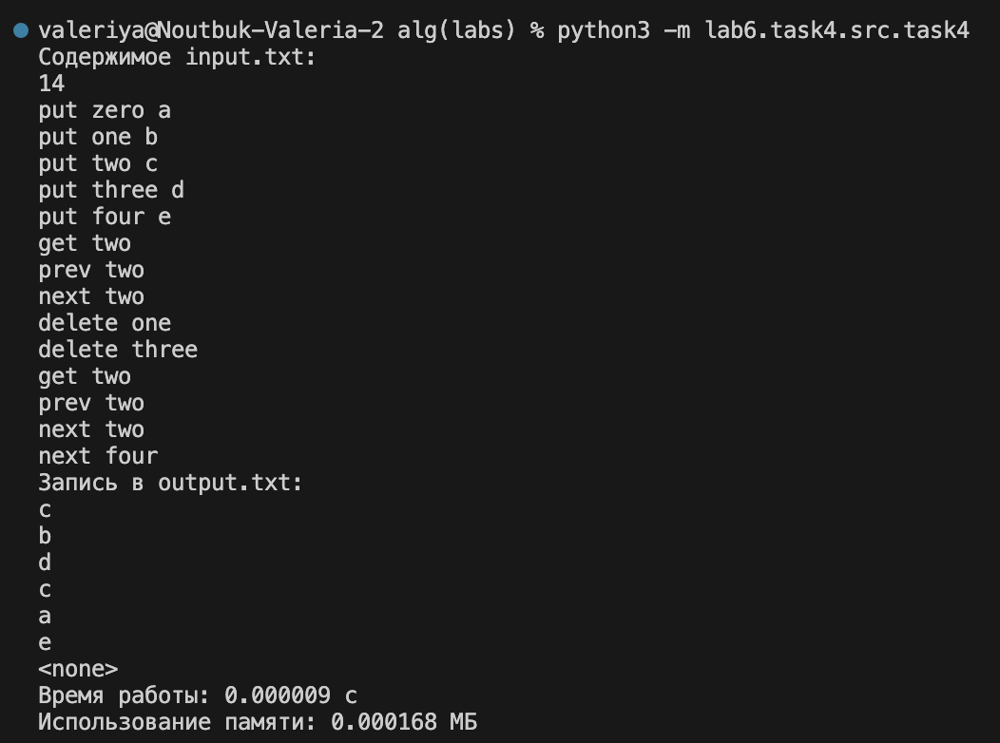 valeriya@Noutbuk-Valeria-2 alg(labs) % python3 -m lab6.task4.src.task4
Содержимое input.txt:
14
put zero a
put one b
put two c
put three d
put four e
get two
prev two
next two
delete one
delete three
get two
prev two
next two
next four
Запись в output.txt:
c
b
d
c
a
e
<none>
Время работы: 0.000009 с
Использование памяти: 0.000168 МБ